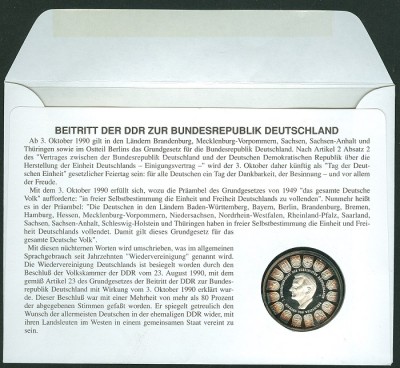 BEITRITT DER DDR ZUR BUNDESREPUBLIK DEUTSCHLAND
Ab 3. Oktober 1990 gilt in den Ländern Brandenburg, Mecklenburg-Vorpommern, Sachsen, Sachsen-Anhalt und
Thüringen sowie im Ostteil Berlins das Grundgesetz für die Bundesrepublik Deutschland. Nach Artikel 2 Absatz 2
des "Vertrages zwischen der Bundesrepublik Deutschland und der Deutschen Demokratischen Republik über die
Herstellung der Einheit Deutschlands – Einigungsvertrag –" wird der 3. Oktober daher künftig als "Tag der Deut-
schen Einheit" gesetzlicher Feiertag sein: für alle Deutschen ein Tag der Dankbarkeit, der Besinnung – und vor allem
der Freude.
Mit dem 3. Oktober 1990 erfüllt sich, wozu die Präambel des Grundgesetzes von 1949 "das gesamte Deutsche
Volk" aufforderte: "in freier Selbstbestimmung die Einheit und Freiheit Deutschlands zu vollenden". Nunmehr heißt
es in der Präambel: "Die Deutschen in den Ländern Baden-Württemberg, Bayern, Berlin, Brandenburg, Bremen,
Hamburg, Hessen, Mecklenburg-Vorpommern, Niedersachsen, Nordrhein-Westfalen, Rheinland-Pfalz, Saarland,
Sachsen, Sachsen-Anhalt, Schleswig-Holstein und Thüringen haben in freier Selbstbestimmung die Einheit und Frei-
heit Deutschlands vollendet. Damit gilt dieses Grundgesetz für das
gesamte Deutsche Volk".
Mit diesen nüchternen Worten wird umschrieben, was im allgemeinen
Sprachgebrauch seit Jahrzehnten "Wiedervereinigung" genannt wird.
Die Wiedervereinigung Deutschlands ist besiegelt worden durch den
Beschluß der Volkskammer der DDR vom 23. August 1990, mit dem
gemäß Artikel 23 des Grundgesetzes der Beitritt der DDR zur Bundes-
republik Deutschland mit Wirkung vom 3. Oktober 1990 erklärt wur-
de. Dieser Beschluß war mit einer Mehrheit von mehr als 80 Prozent
der abgegebenen Stimmen gefaßt worden. Er spiegelt getreulich den
Wunsch der allermeisten Deutschen in der ehemaligen DDR wider, mit
ihren Landsleuten im Westen in einem gemeinsamen Staat vereint zu
sein.